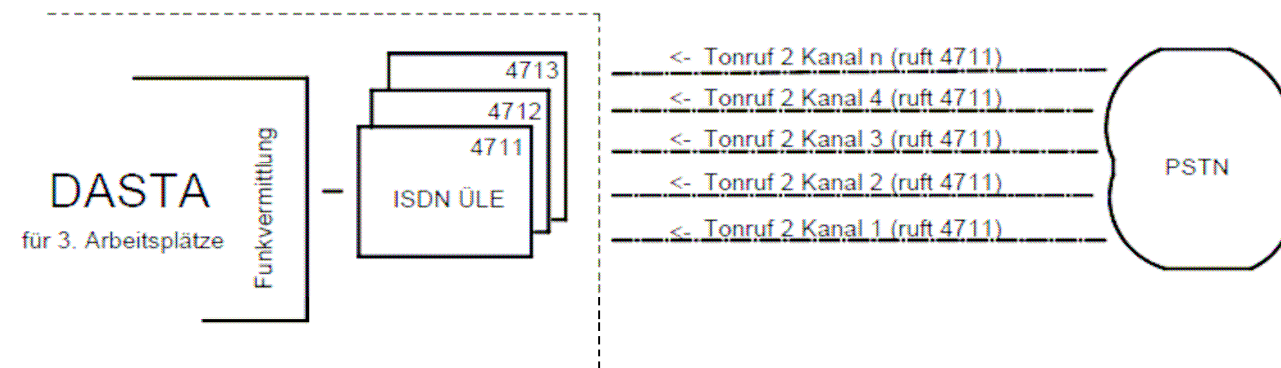 4713
4712
4711
ISDN ÜLE
DASTA
für 3. Arbeitsplätze
Funkvermittlung
<- Tonruf 2 Kanal n (ruft 4711)
<- Tonruf 2 Kanal 4 (ruft 4711)
<- Tonruf 2 Kanal 3 (ruft 4711)
<- Tonruf 2 Kanal 2 (ruft 4711)
<- Tonruf 2 Kanal 1 (ruft 4711)
PSTN